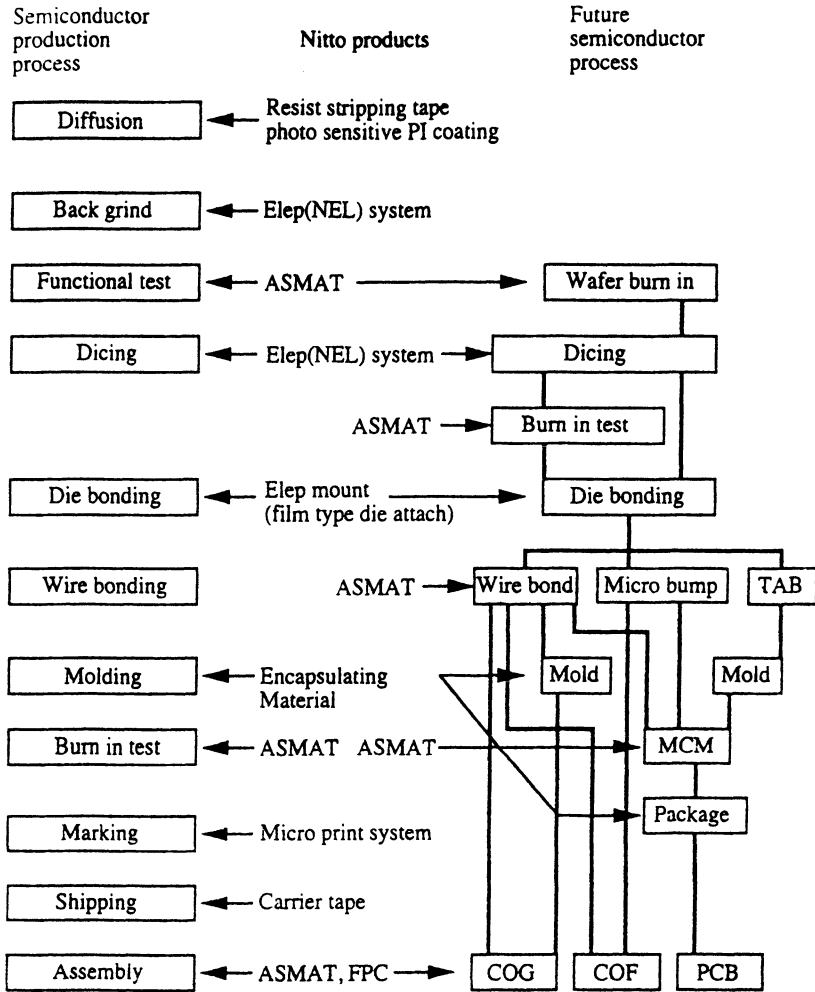 Semiconductor
production
process
Nitto products
Future
semiconductor
process
Diffusion
Resist stripping tape
photo sensitive PI coating
Back grind
Elep(NEL) system
Functional test
ASMAT
Wafer burn in
Dicing
Elep(NEL) system
Dicing
ASMAT
Burn in test
Die bonding
Elep mount
(film type die attach)
Die bonding
Wire bonding
ASMAT
Wire bond
Micro bump
TAB
Molding
Encapsulating
Material
Mold
Mold
Burn in test
ASMAT
ASMAT
MCM
Package
Marking
Micro print system
Shipping
Carrier tape
Assembly
ASMAT, FPC
COG
COF
PCB